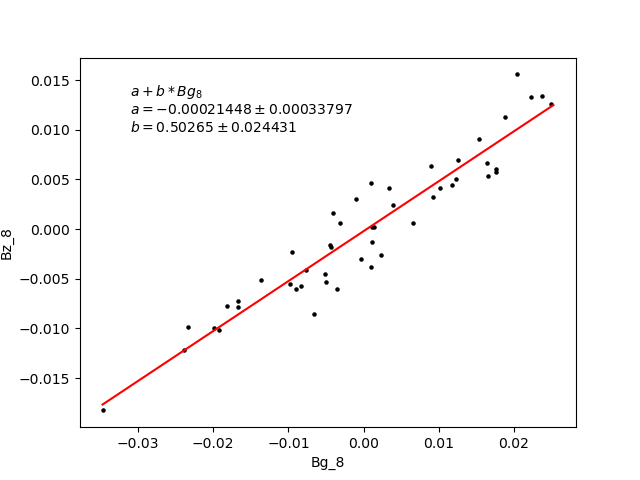 0.015
0.010
0.005
0.000
−0.005
−0.010
−0.015
Bz_8
a + b * Bg₈
a = −0.00021448 ± 0.00033797
b = 0.50265 ± 0.024431
−0.03 −0.02 −0.01 0.00 0.01 0.02
Bg_8